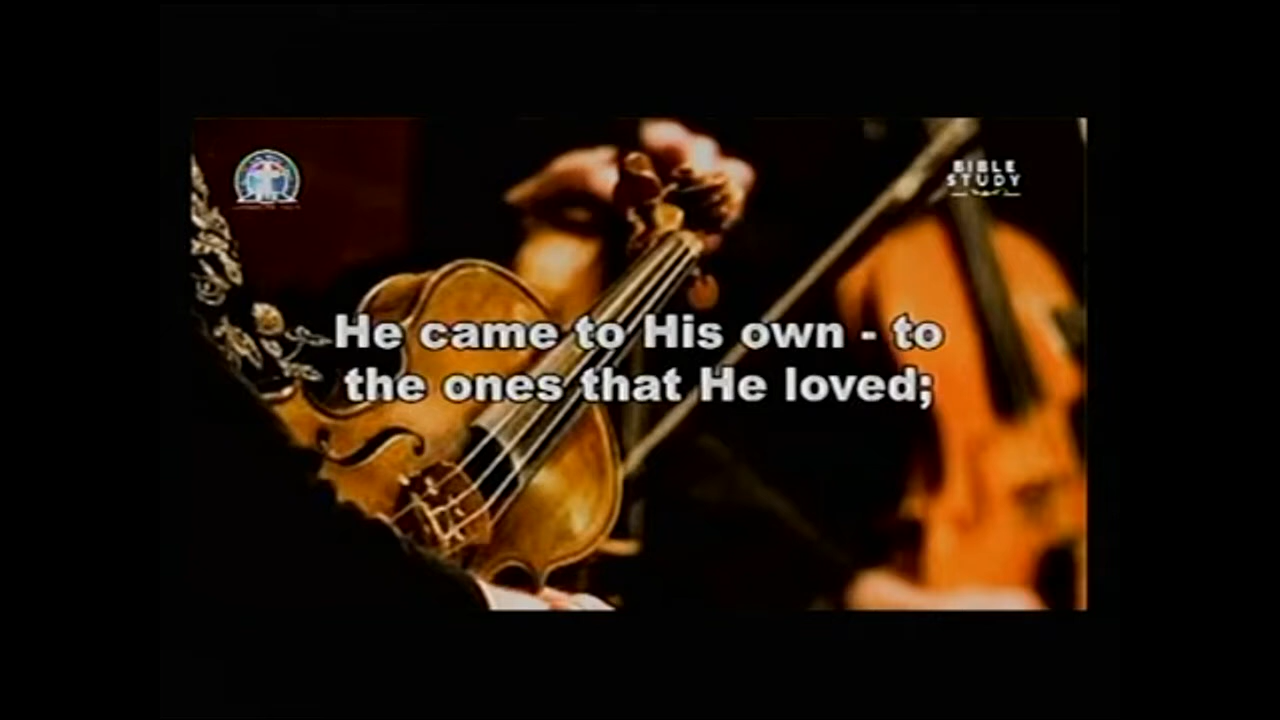 BIBLE
STUDY
He came to His own - to
the ones that He loved;